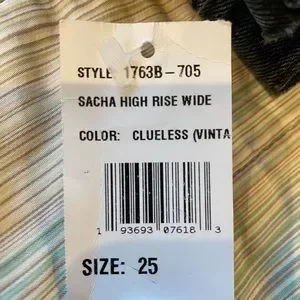 STYLE: 1763B-705
SACHA HIGH RISE WIDE
COLOR: CLUELESS (VINTA
1 93693 07618 3
SIZE: 25